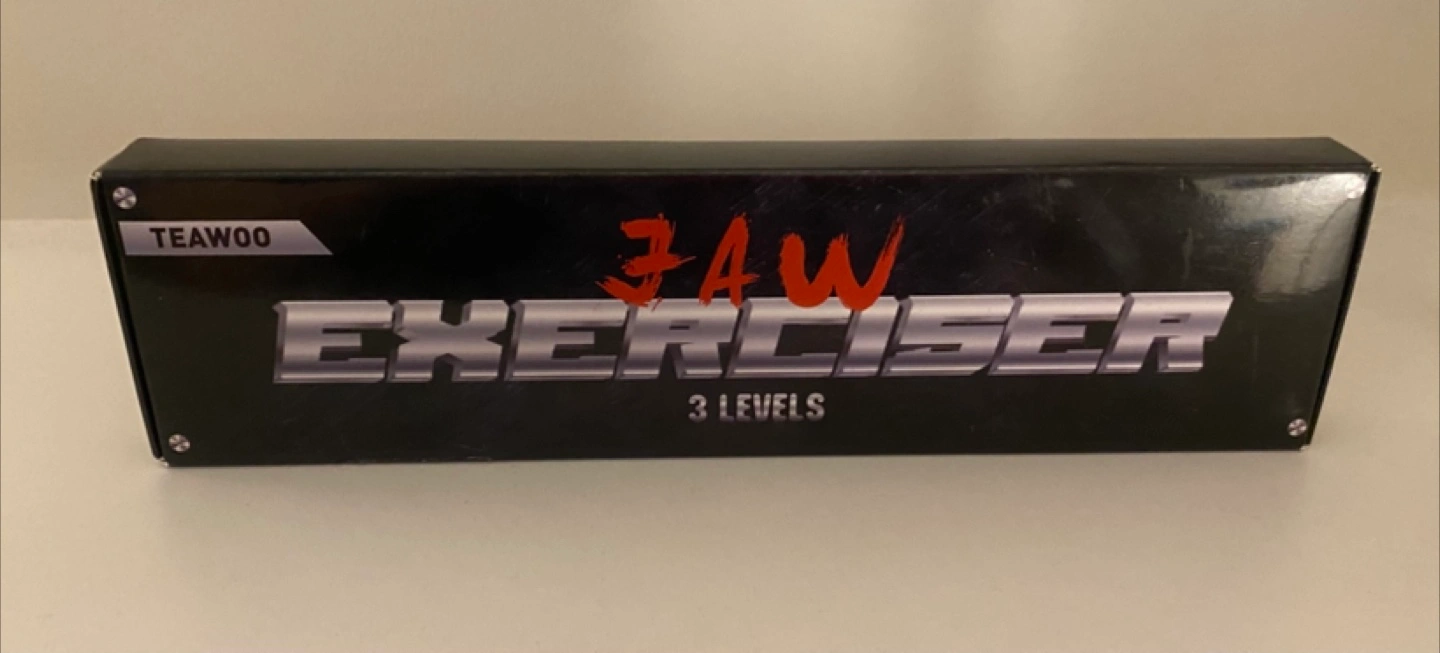 TEAWOO
JAW
EXERCISER
3 LEVELS